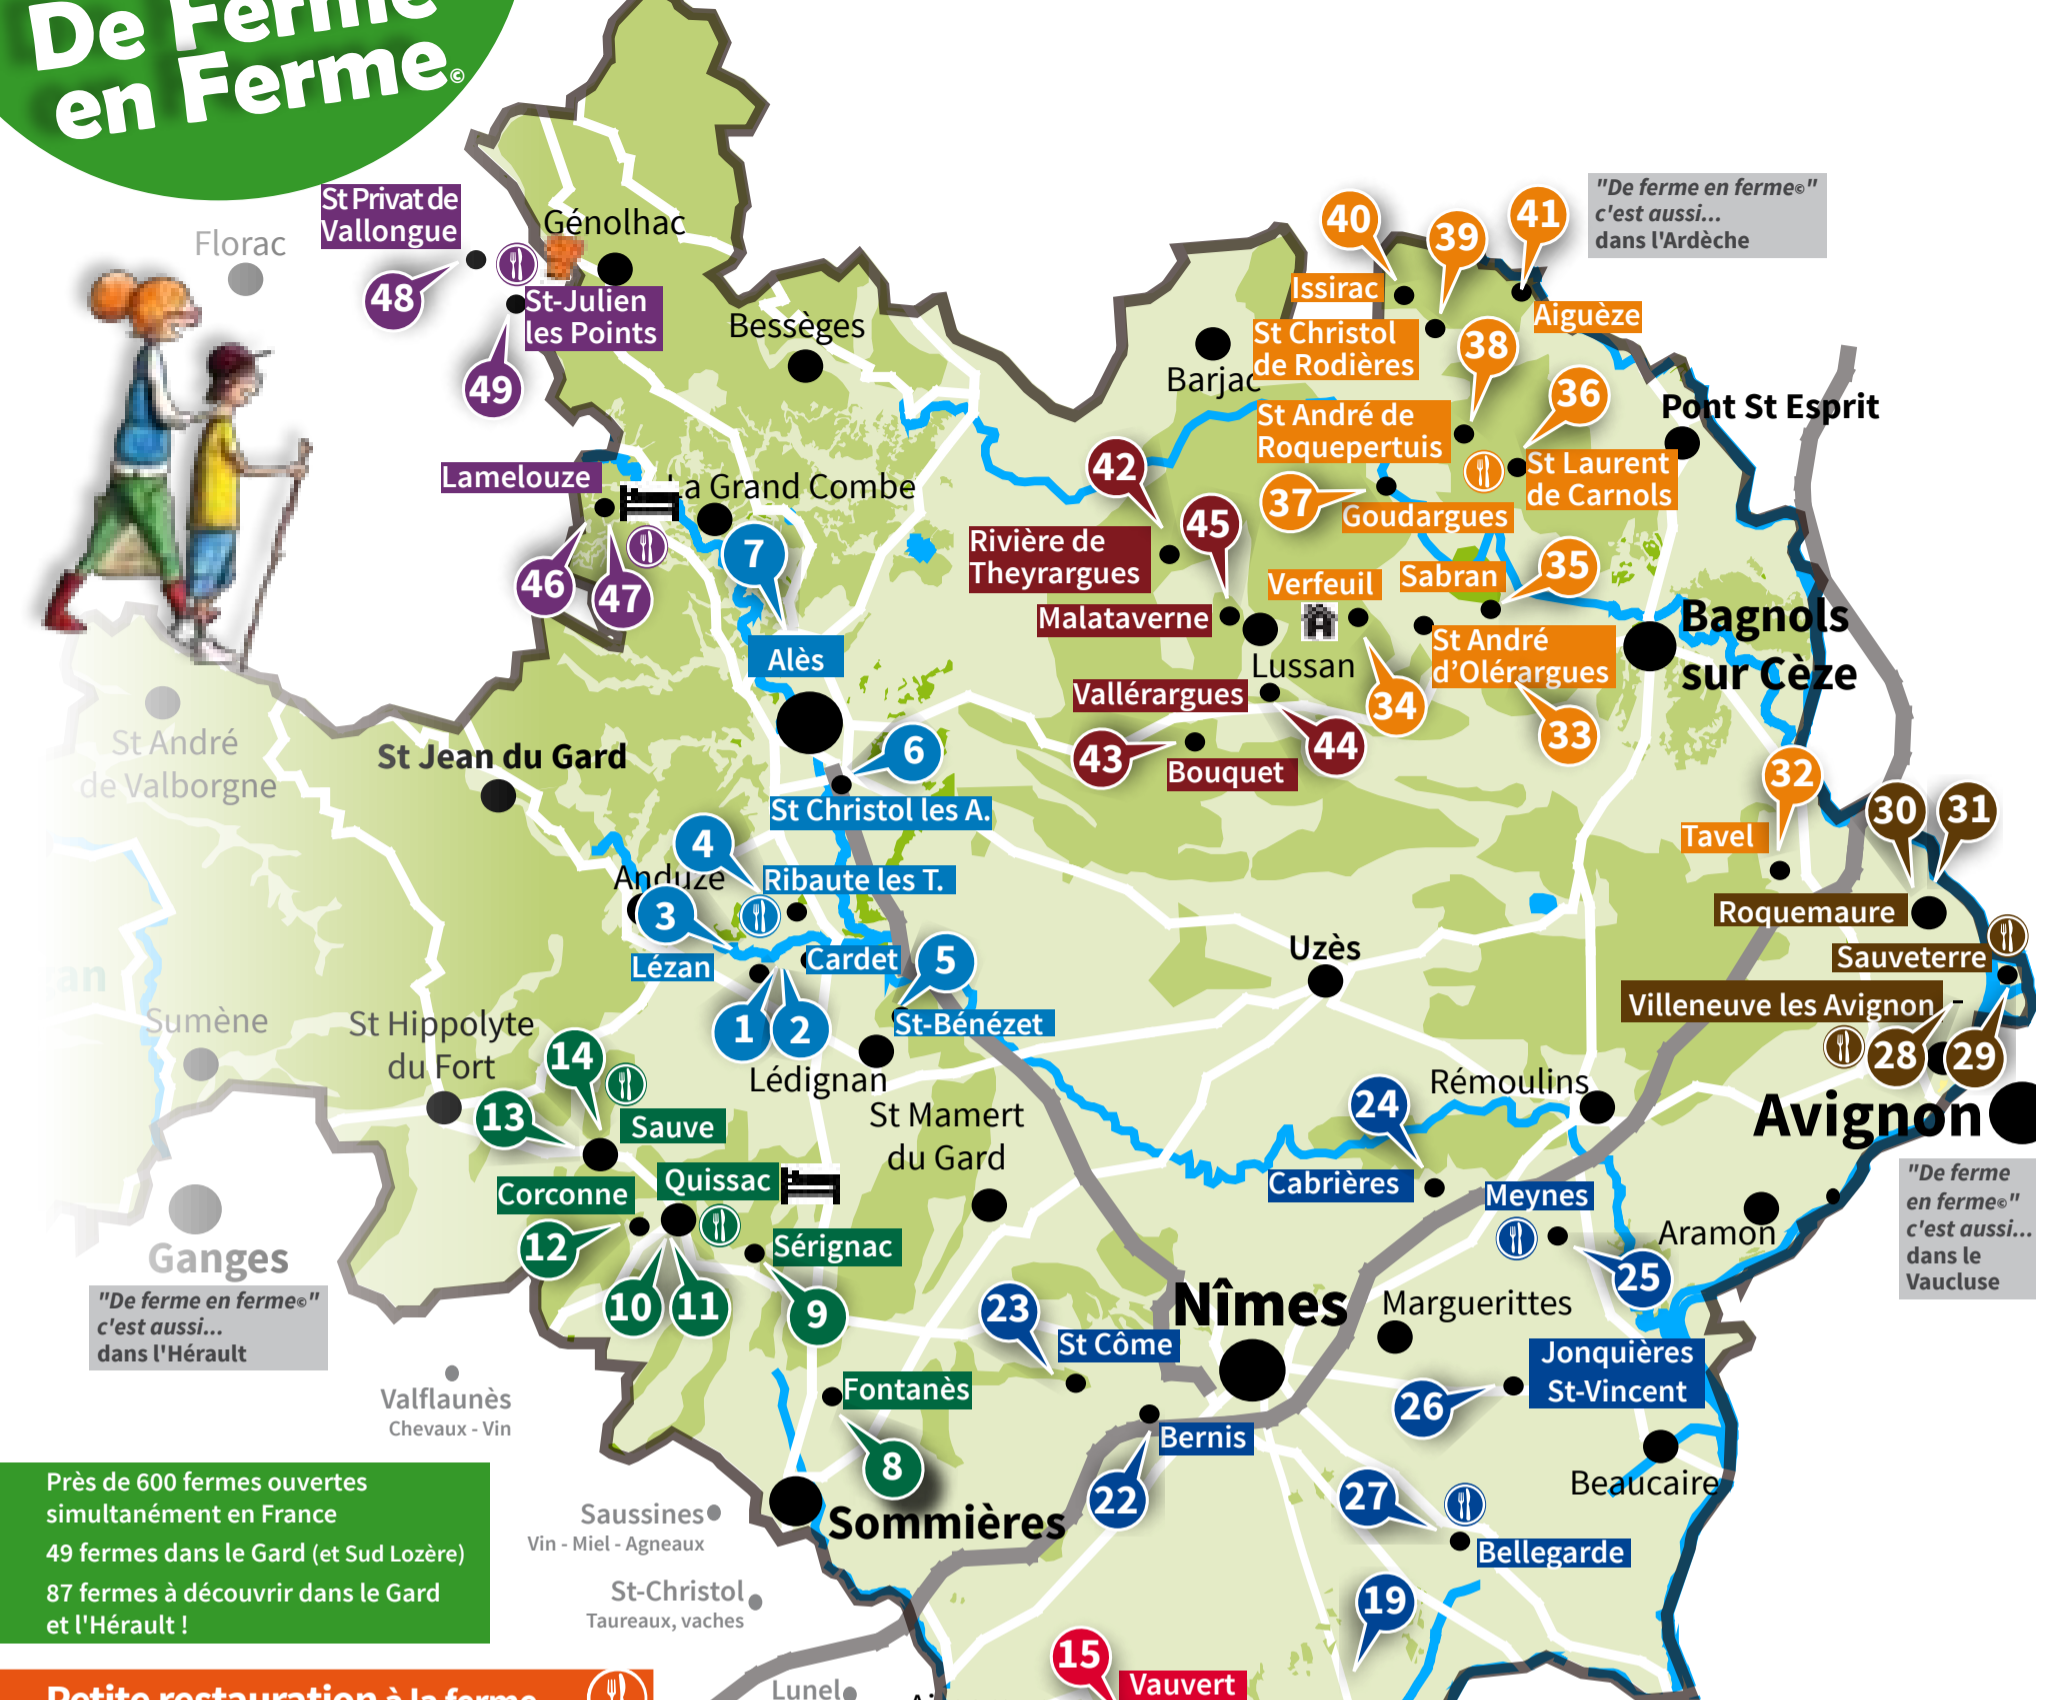 De Ferme
en Ferme©
Florac
St Privat de
Vallongue
48
Génolhac
St-Julien
les Points
49
Bessèges
Barjac
40
39
41
"De ferme en ferme©"
c'est aussi...
dans l'Ardèche
Issirac
Aiguèze
St Christol
de Rodières
38
36
Pont St Esprit
St André de
Roquepertuis
St Laurent
de Carnols
37
Goudargues
42
45
Lamelouze
La Grand Combe
7
46
47
Rivière de
Theyrargues
Malataverne
Verfeuil
Sabran
35
Bagnols
sur Cèze
St André
d'Olérargues
Lussan
Vallérargues
34
33
43
44
Bouquet
Alès
6
St Christol les A.
St André
de Valborgne
St Jean du Gard
32
30
31
Tavel
4
Anduze
Ribaute les T.
3
Roquemaure
Lézan
Cardet
5
Uzès
Sauveterre
Villeneuve les Avignon
an
Sumène
St Hippolyte
du Fort
1
2
St-Bénézet
28
29
14
Lédignan
13
Sauve
St Mamert
du Gard
24
Rémoulins
Avignon
Quissac
Corconne
Cabrières
Meynes
"De ferme
en ferme©"
c'est aussi...
dans le
Vaucluse
12
Sérignac
Aramon
Ganges
25
"De ferme en ferme©"
c'est aussi...
dans l'Hérault
10
11
9
23
Nîmes
Marguerittes
St Côme
Jonquières
St-Vincent
Valflaunès
Chevaux - Vin
Fontanès
26
Bernis
8
22
Beaucaire
Près de 600 fermes ouvertes
simultanément en France
49 fermes dans le Gard (et Sud Lozère)
87 fermes à découvrir dans le Gard
et l'Hérault !
Saussines
Vin - Miel - Agneaux
Sommières
27
Bellegarde
St-Christol
Taureaux, vaches
19
15
Vauvert
Lunel
Petite restauration à la ferme